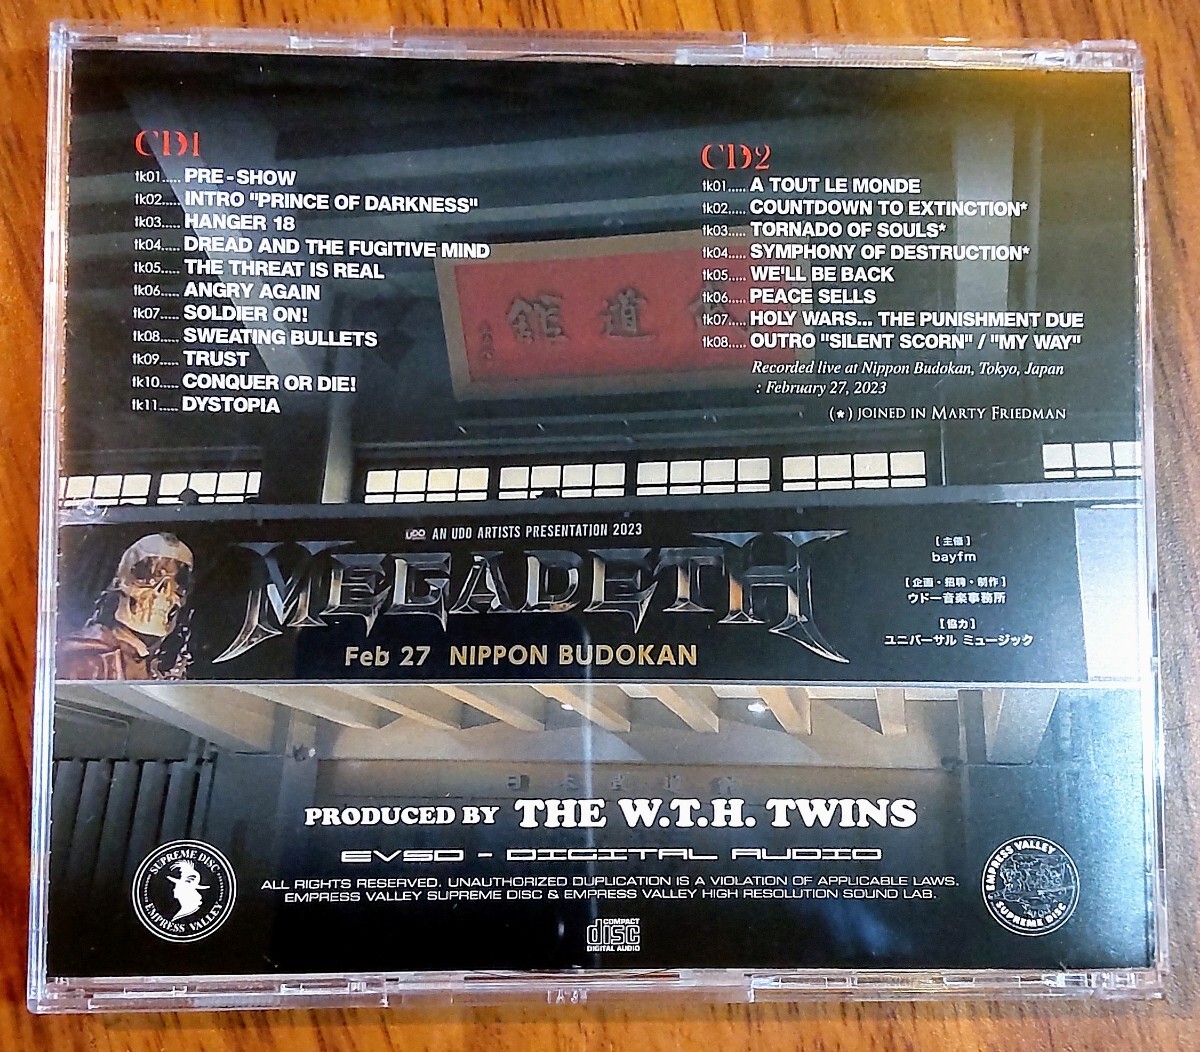 CD1
tk01..... PRE-SHOW
tk02..... INTRO "PRINCE OF DARKNESS"
tk03..... HANGER 18
tk04..... DREAD AND THE FUGITIVE MIND
tk05..... THE THREAT IS REAL
tk06..... ANGRY AGAIN
tk07..... SOLDIER ON!
tk08..... SWEATING BULLETS
tk09..... TRUST
tk10..... CONQUER OR DIE!
tk11..... DYSTOPIA
CD2
tk01..... A TOUT LE MONDE
tk02..... COUNTDOWN TO EXTINCTION*
tk03..... TORNADO OF SOULS*
tk04..... SYMPHONY OF DESTRUCTION*
tk05..... WE'LL BE BACK
tk06..... PEACE SELLS
tk07..... HOLY WARS... THE PUNISHMENT DUE
tk08..... OUTRO "SILENT SCORN" / "MY WAY"
Recorded live at Nippon Budokan, Tokyo, Japan
: February 27, 2023
(*) JOINED IN MARTY FRIEDMAN
館道
UDO AN UDO ARTISTS PRESENTATION 2023
MEGADETH
Feb 27 NIPPON BUDOKAN
[主催]
bayfm
[企画・招聘・制作]
ウドー音楽事務所
[協力]
ユニバーサル ミュージック
PRODUCED BY THE W.T.H. TWINS
EVSD - DIGITAL AUDIO
ALL RIGHTS RESERVED. UNAUTHORIZED DUPLICATION IS A VIOLATION OF APPLICABLE LAWS.
EMPRESS VALLEY SUPREME DISC & EMPRESS VALLEY HIGH RESOLUTION SOUND LAB.
SUPREME DISC
EMPRESS VALLEY
EMPRESS VALLEY
SUPREME DISC
COMPACT
disc
DIGITAL AUDIO